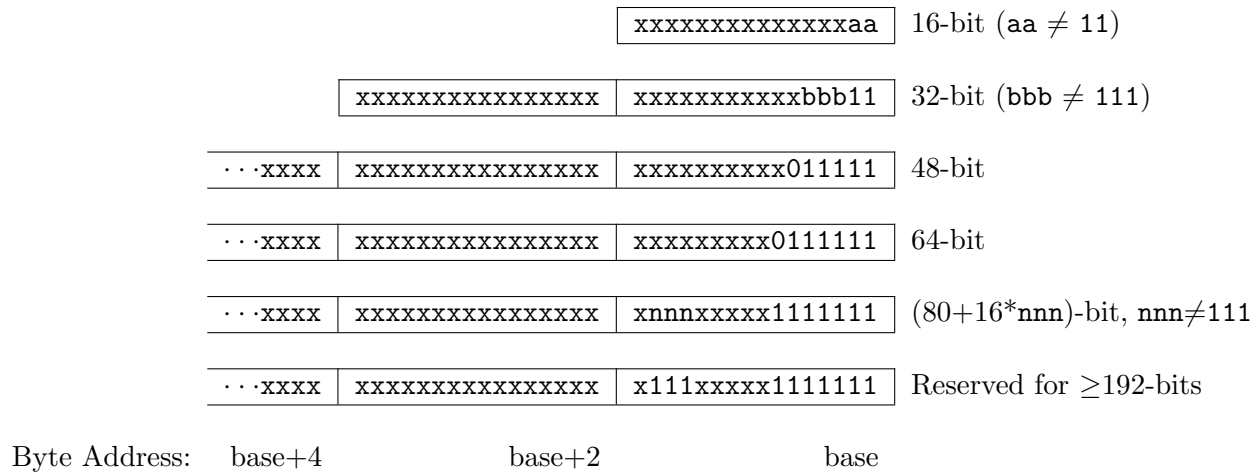 xxxxxxxxxxxxxxaa 16-bit (aa ≠ 11)
xxxxxxxxxxxxxxxx xxxxxxxxxxxbbb11 32-bit (bbb ≠ 111)
···xxxx xxxxxxxxxxxxxxxx xxxxxxxxxx011111 48-bit
···xxxx xxxxxxxxxxxxxxxx xxxxxxxxx0111111 64-bit
···xxxx xxxxxxxxxxxxxxxx xnnnxxxxx1111111 (80+16*nnn)-bit, nnn≠111
···xxxx xxxxxxxxxxxxxxxx x111xxxxx1111111 Reserved for ≥192-bits
Byte Address: base+4 base+2 base